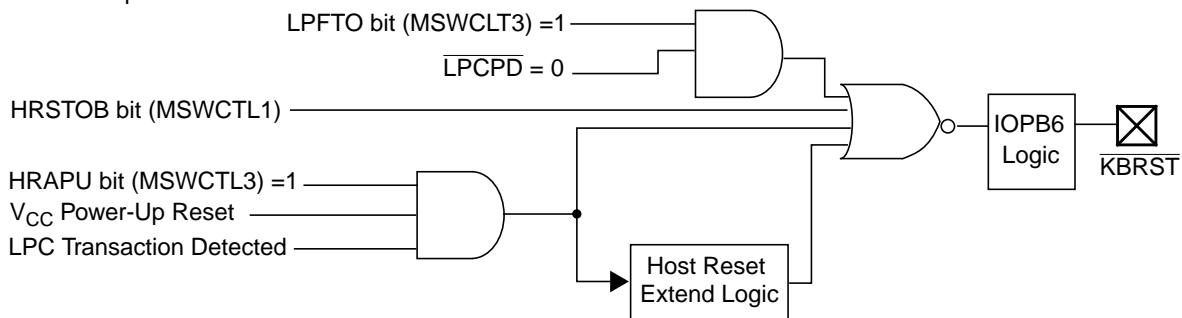 LPFTO bit (MSWCLT3) =1
LPCPD = 0
HRSTOB bit (MSWCTL1)
IOPB6
Logic
KBRST
HRAPU bit (MSWCTL3) =1
VCC Power-Up Reset
LPC Transaction Detected
Host Reset
Extend Logic